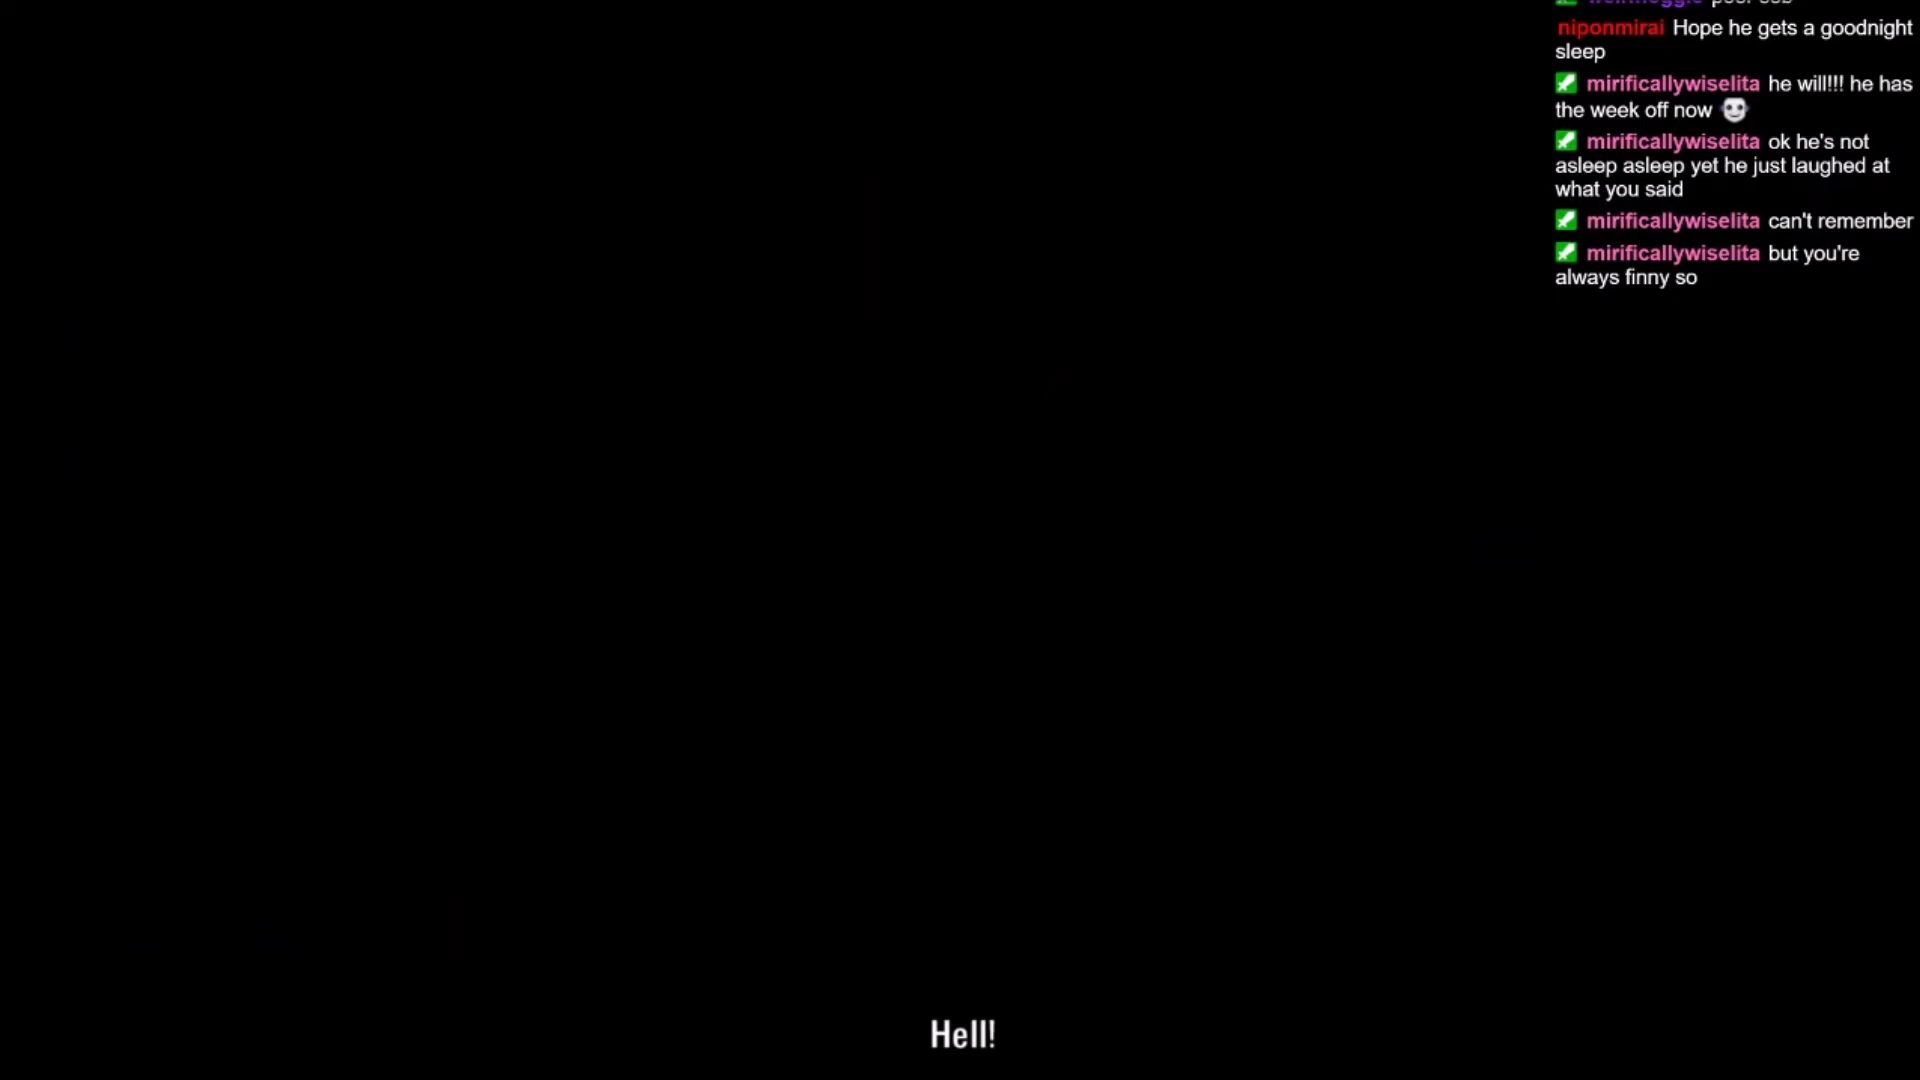 niponmirai Hope he gets a goodnight
sleep
mirificallywiselita he will!!! he has
the week off now
mirificallywiselita ok he's not
asleep asleep yet he just laughed at
what you said
mirificallywiselita can't remember
mirificallywiselita but you're
always finny so
Hell!